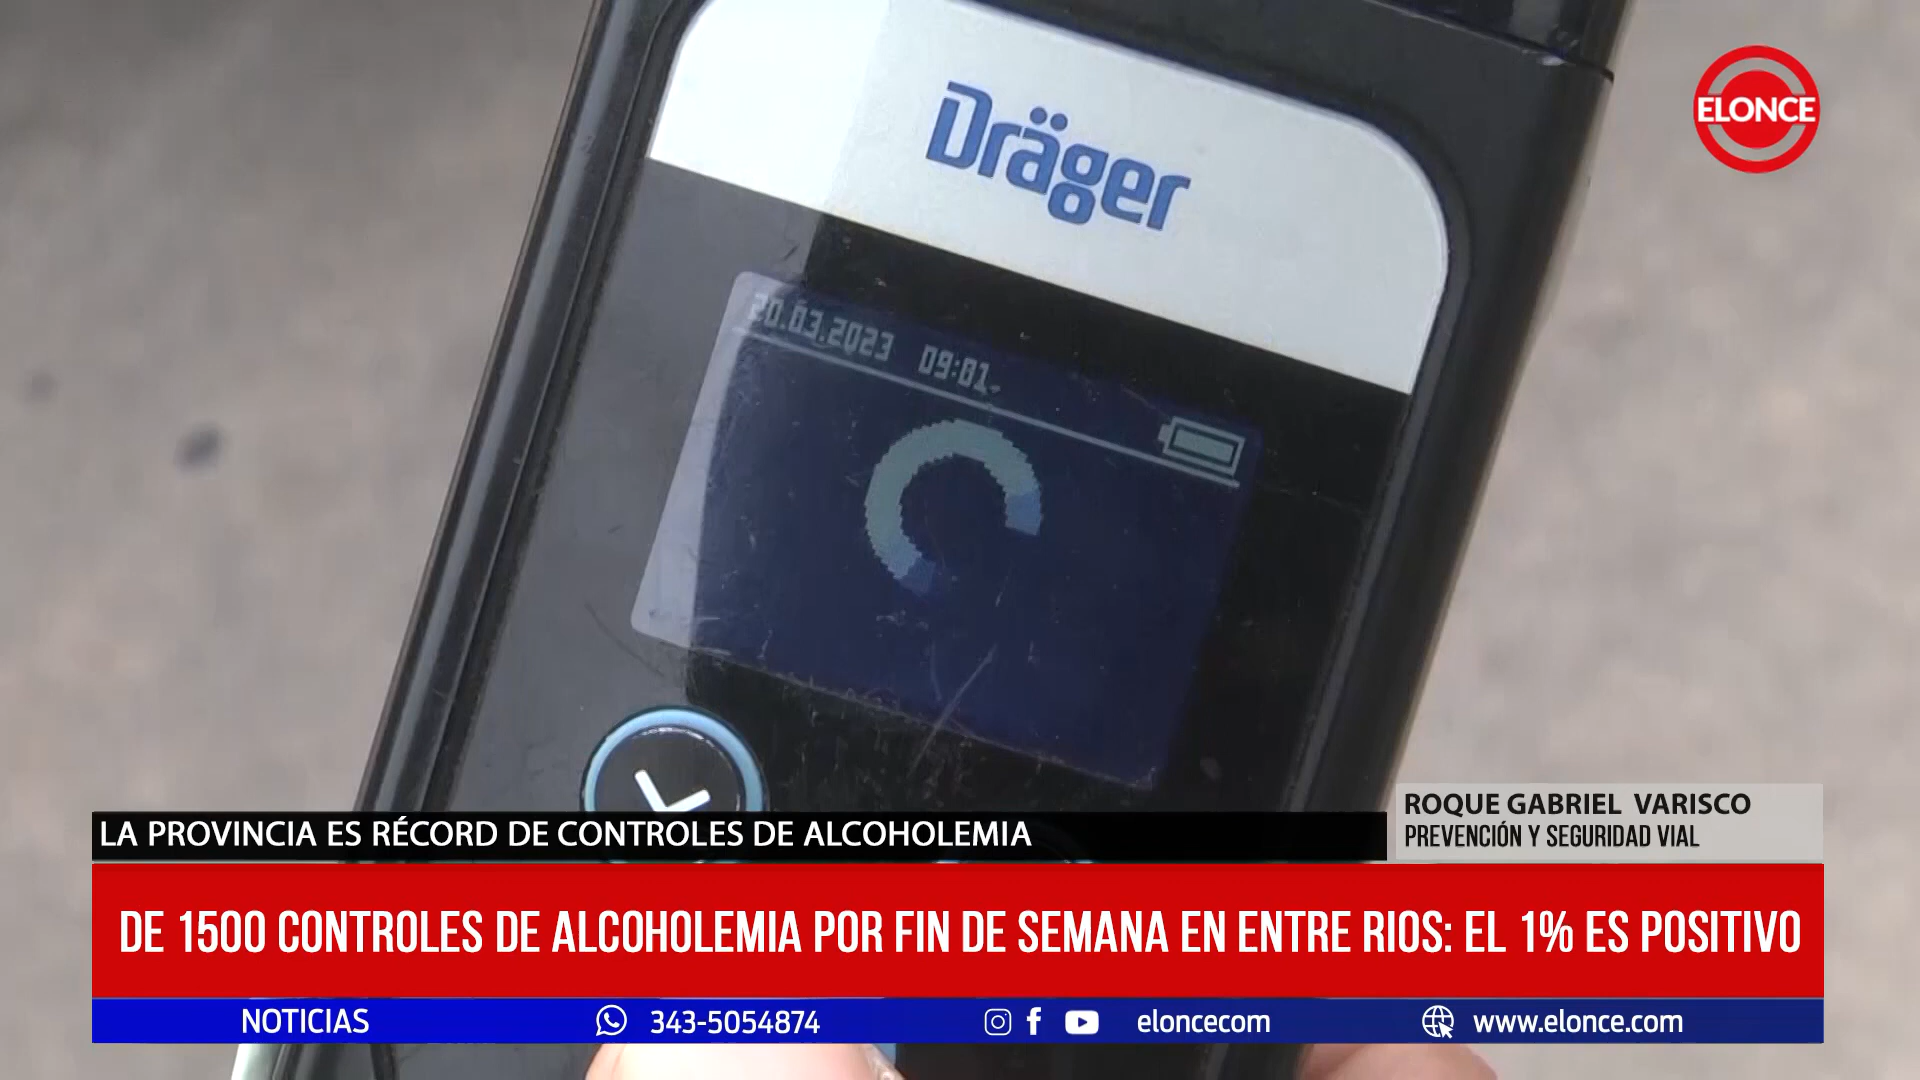 Dräger
ELONCE
20.03.2023 09:01
ROQUE GABRIEL VARISCO
PREVENCIÓN Y SEGURIDAD VIAL
LA PROVINCIA ES RÉCORD DE CONTROLES DE ALCOHOLEMIA
DE 1500 CONTROLES DE ALCOHOLEMIA POR FIN DE SEMANA EN ENTRE RIOS: EL 1% ES POSITIVO
NOTICIAS 343-5054874 eloncecom www.elonce.com